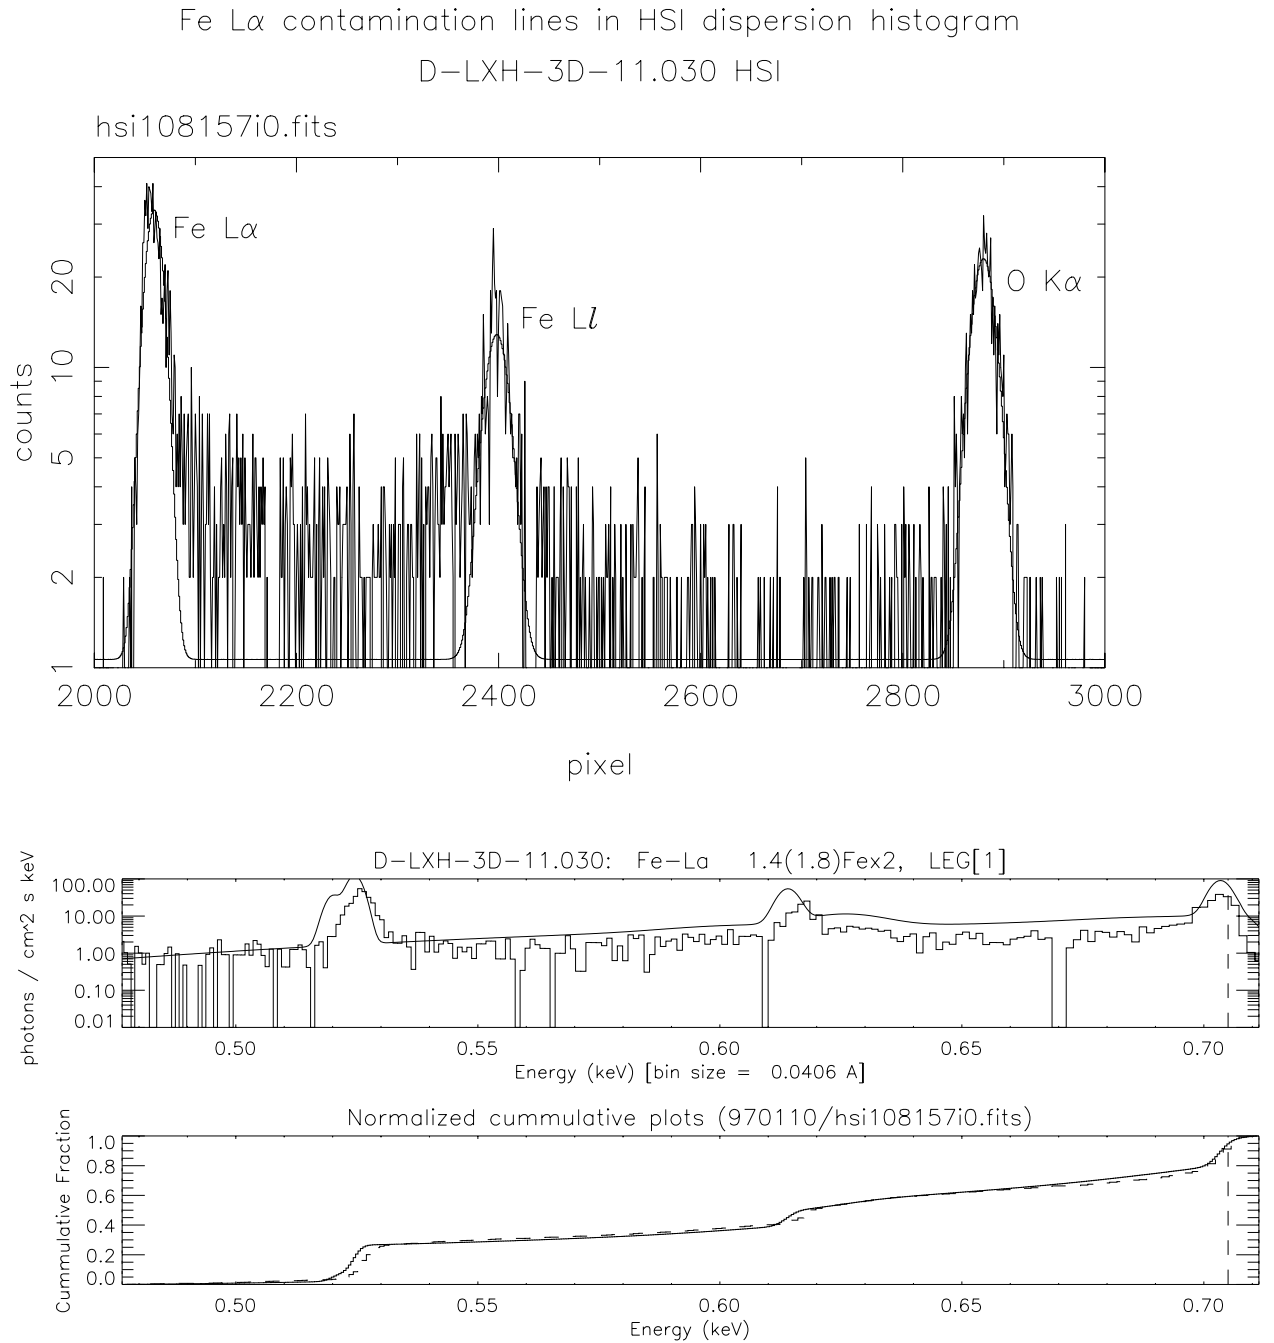 Fe Lα contamination lines in HSI dispersion histogram
D-LXH-3D-11.030 HSI
hsi108157i0.fits
Fe Lα
Fe Ll
O Kα
counts
20
10
5
2
1
2000 2200 2400 2600 2800 3000
pixel
D-LXH-3D-11.030: Fe-La 1.4(1.8)Fex2, LEG[1]
photons / cm^2 s keV
100.00
10.00
1.00
0.10
0.01
0.50 0.55 0.60 0.65 0.70
Energy (keV) [bin size = 0.0406 A]
Normalized cummulative plots (970110/hsi108157i0.fits)
Cummulative Fraction
1.0
0.8
0.6
0.4
0.2
0.0
0.50 0.55 0.60 0.65 0.70
Energy (keV)